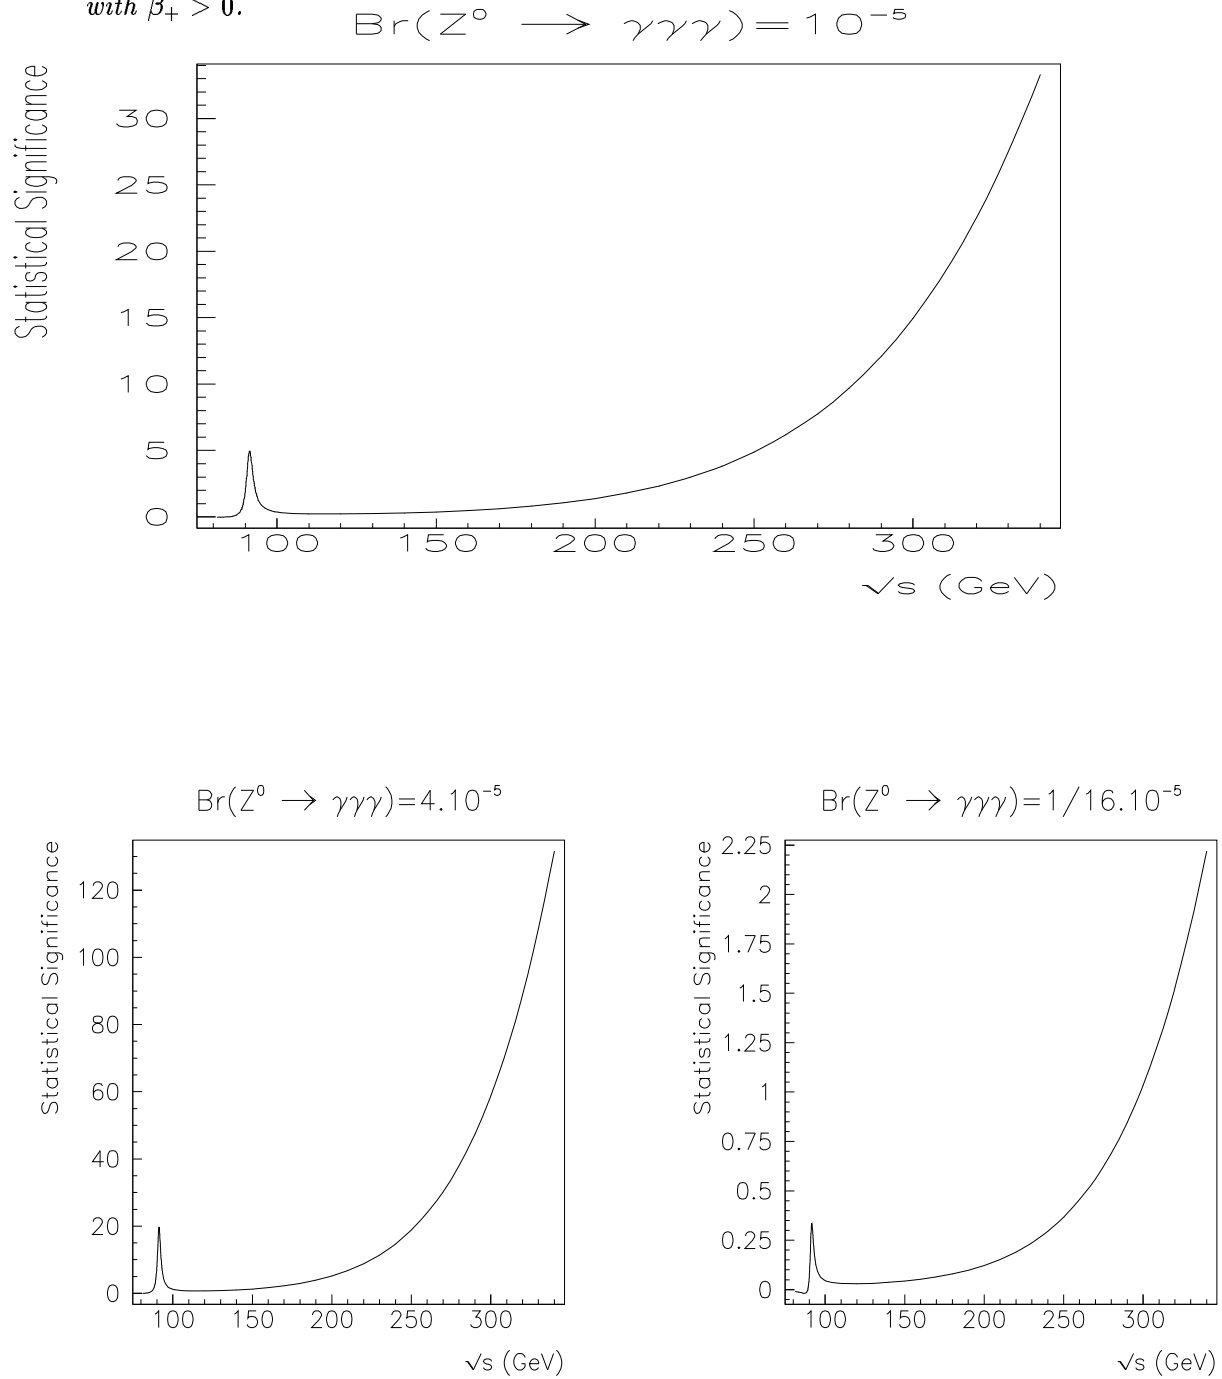 with β₊ > 0.
Br(Z⁰ ⟶ γγγ)=10⁻⁵
Statistical Significance
30
25
20
15
10
5
0
100 150 200 250 300
√s (GeV)
Br(Z⁰ → γγγ)=4.10⁻⁵
Statistical Significance
120
100
80
60
40
20
0
100 150 200 250 300
√s (GeV)
Br(Z⁰ → γγγ)=1/16.10⁻⁵
Statistical Significance
2.25
2
1.75
1.5
1.25
1
0.75
0.5
0.25
0
100 150 200 250 300
√s (GeV)